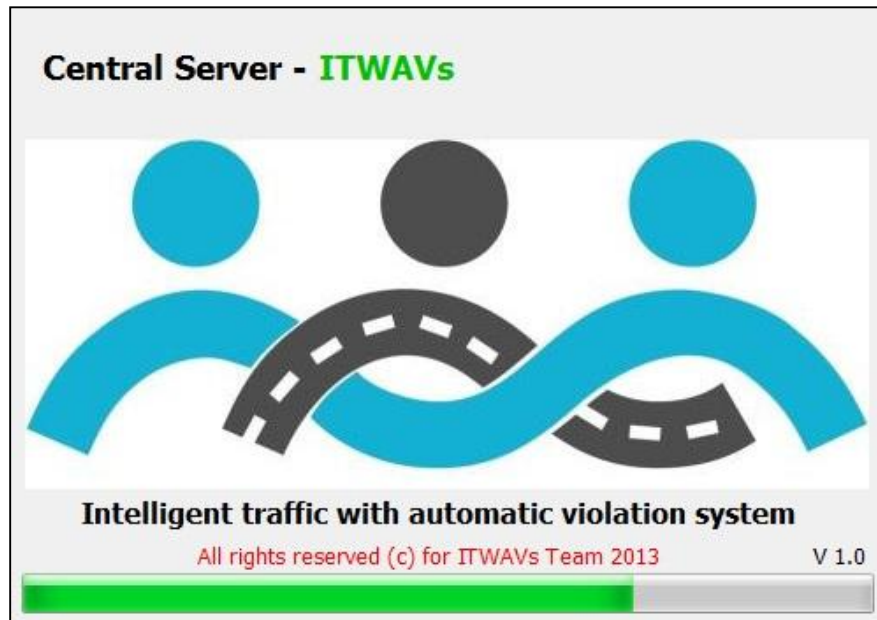 Central Server - ITWAVs
Intelligent traffic with automatic violation system
All rights reserved (c) for ITWAVs Team 2013 V 1.0